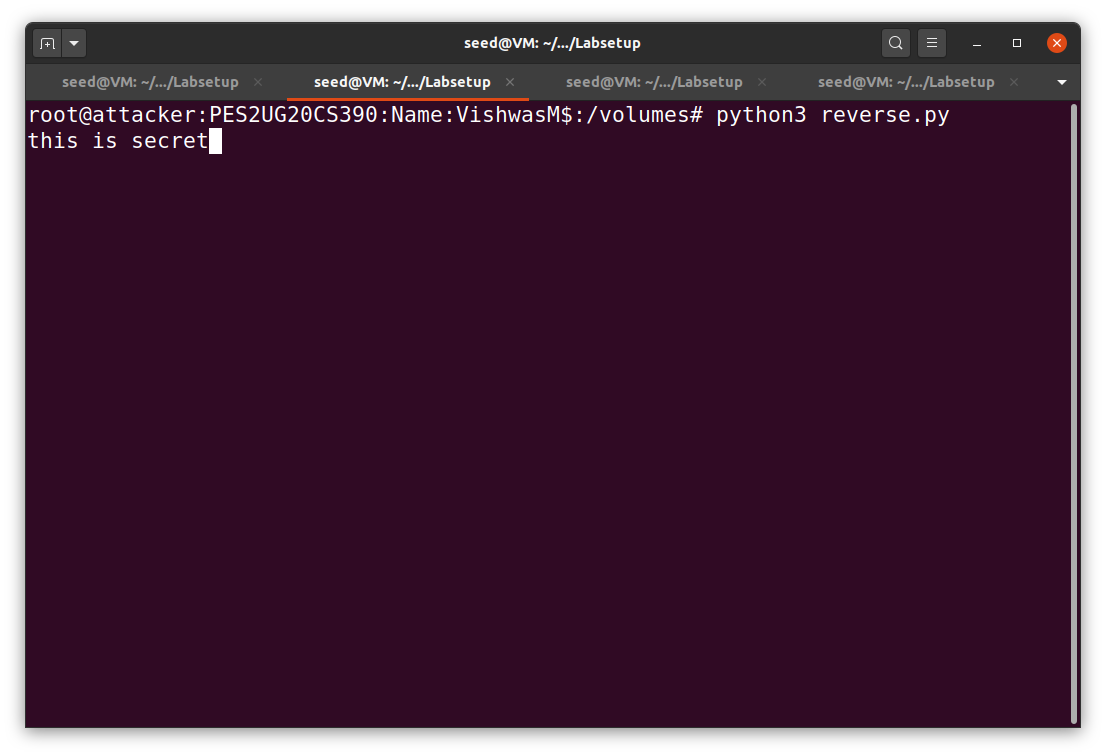 seed@VM: ~/.../Labsetup
seed@VM: ~/.../Labsetup seed@VM: ~/.../Labsetup seed@VM: ~/.../Labsetup seed@VM: ~/.../Labsetup
root@attacker:PES2UG20CS390:Name:VishwasM$:/volumes# python3 reverse.py
this is secret